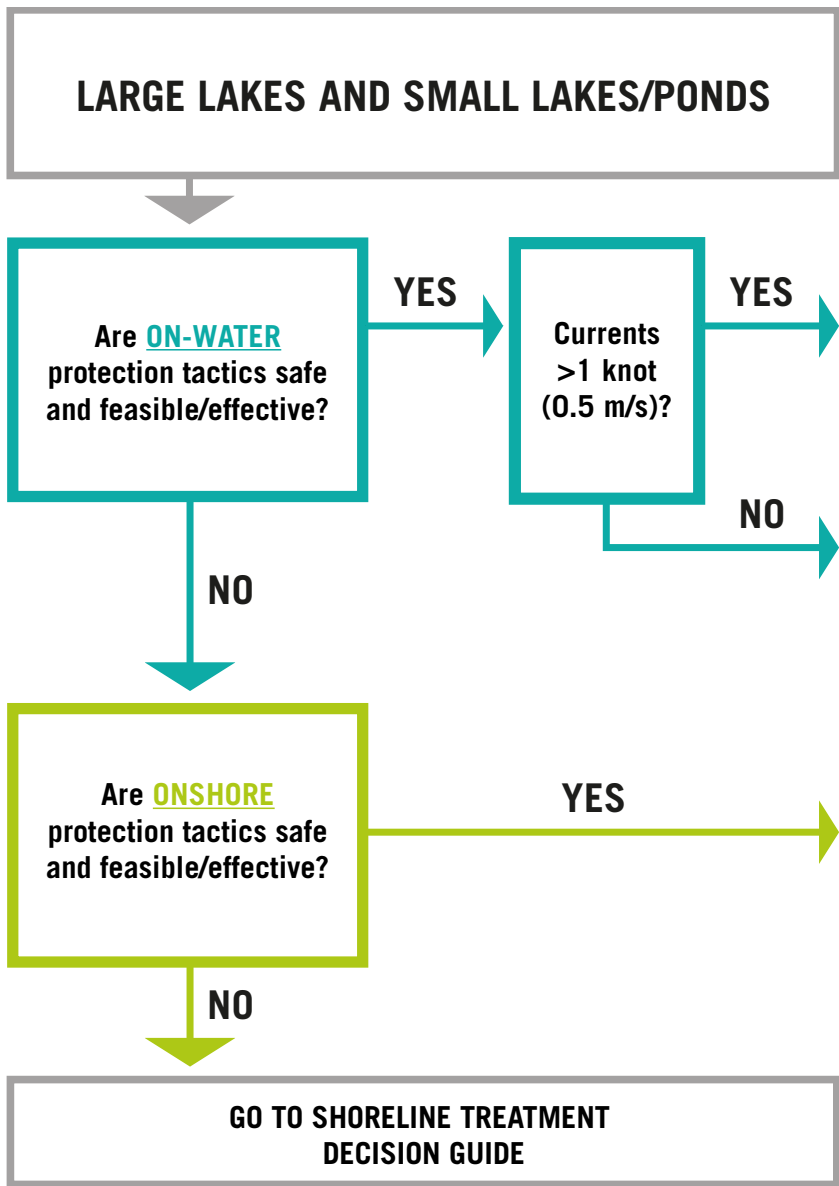 LARGE LAKES AND SMALL LAKES/PONDS
Are ON-WATER
protection tactics safe
and feasible/effective?
YES
Currents
>1 knot
(0.5 m/s)?
YES
NO
NO
Are ONSHORE
protection tactics safe
and feasible/effective?
YES
NO
GO TO SHORELINE TREATMENT
DECISION GUIDE